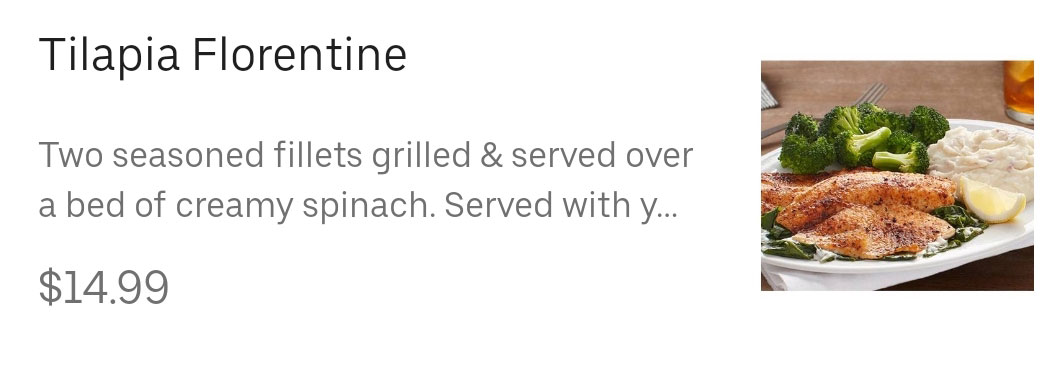 Tilapia Florentine
Two seasoned fillets grilled & served over
a bed of creamy spinach. Served with y...
$14.99